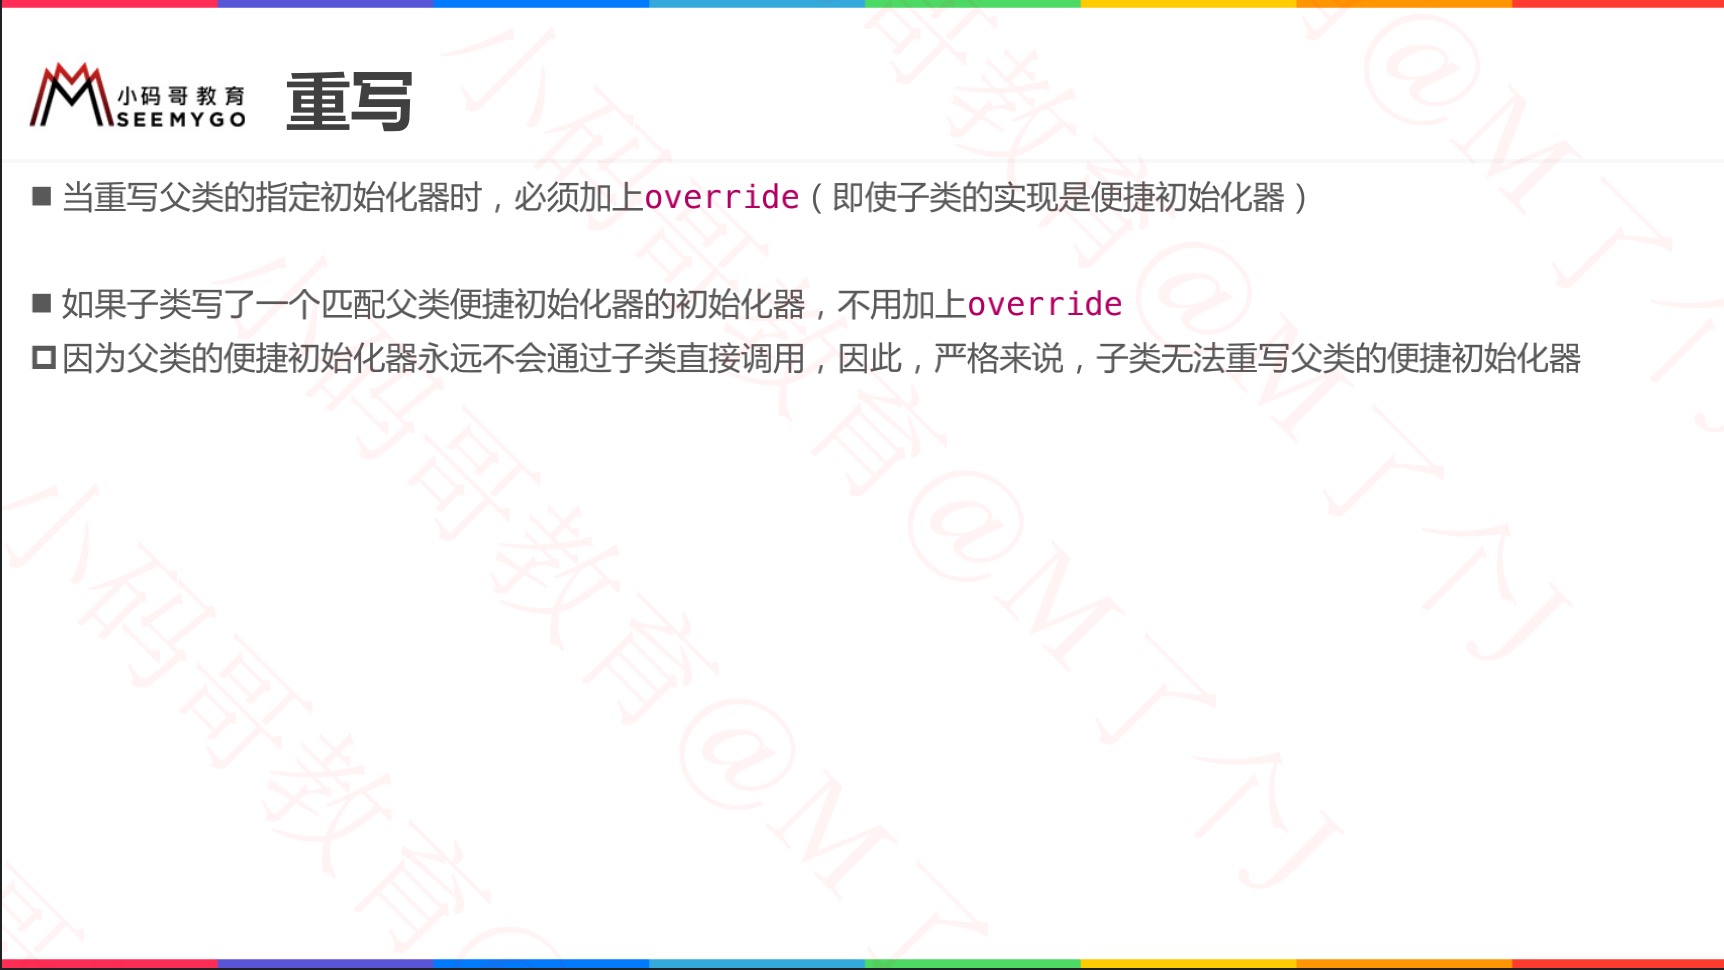 小码哥教育
SEEMYGO
重写
■ 当重写父类的指定初始化器时，必须加上override（即使子类的实现是便捷初始化器）
■ 如果子类写了一个匹配父类便捷初始化器的初始化器，不用加上override
因为父类的便捷初始化器永远不会通过子类直接调用，因此，严格来说，子类无法重写父类的便捷初始化器
小码哥教育@M了个J